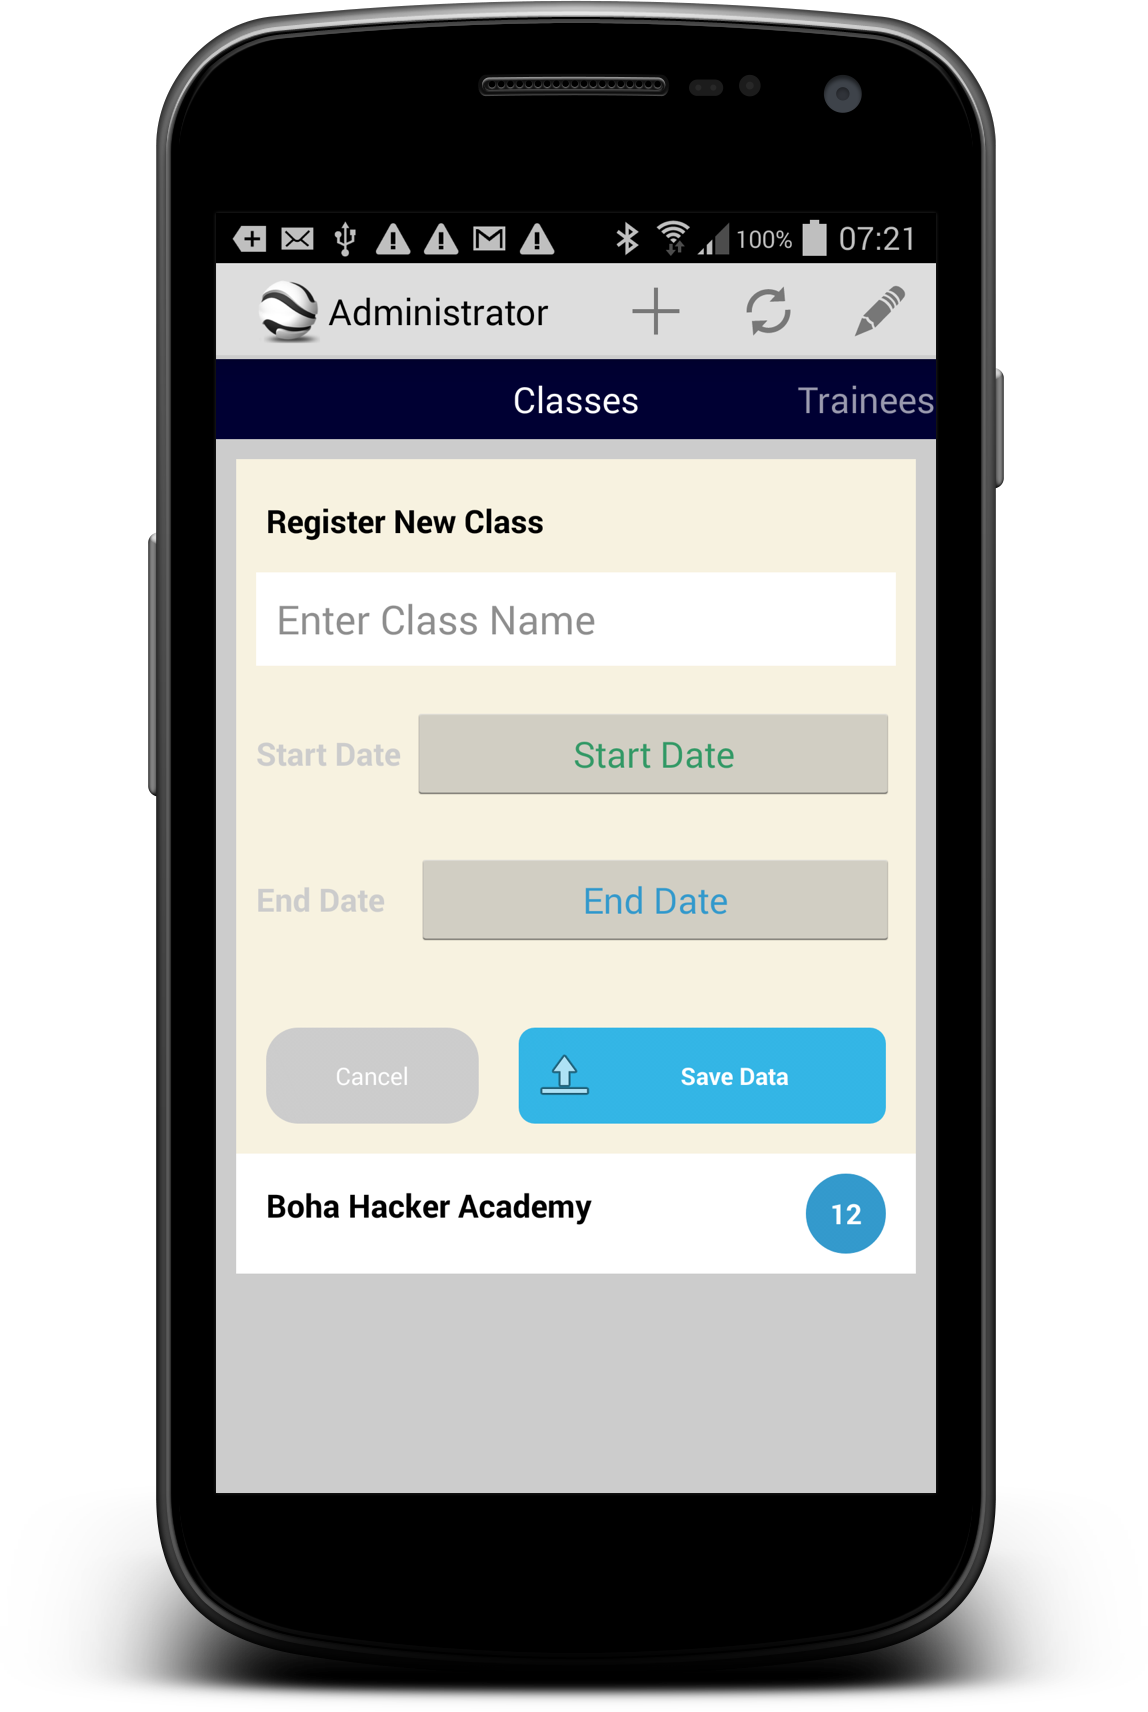 100% 07:21
Administrator
Classes Trainees
Register New Class
Enter Class Name
Start Date Start Date
End Date End Date
Cancel Save Data
Boha Hacker Academy 12